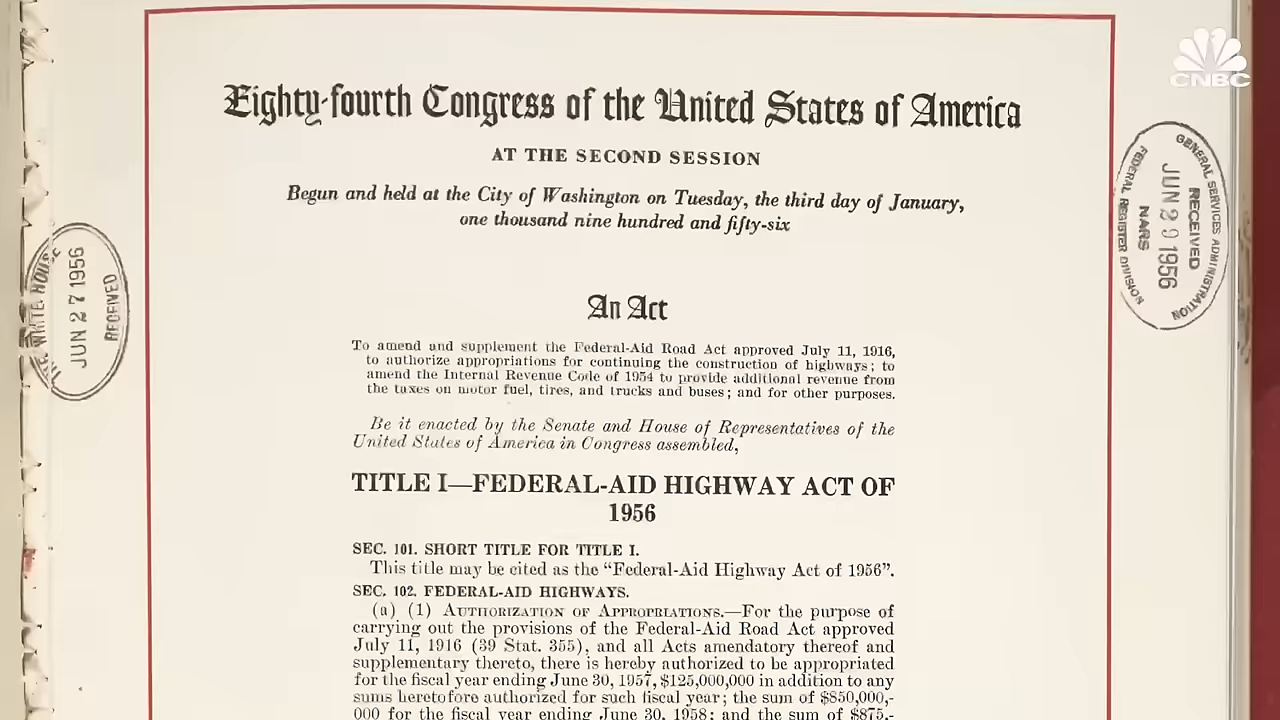 CNBC
Eighty-fourth Congress of the United States of America
AT THE SECOND SESSION
Begun and held at the City of Washington on Tuesday, the third day of January,
one thousand nine hundred and fifty-six
An Act
To amend and supplement the Federal-Aid Road Act approved July 11, 1916,
to authorize appropriations for continuing the construction of highways; to
amend the Internal Revenue Code of 1954 to provide additional revenue from
the taxes on motor fuel, tires, and trucks and buses; and for other purposes.
Be it enacted by the Senate and House of Representatives of the
United States of America in Congress assembled,
TITLE I—FEDERAL-AID HIGHWAY ACT OF
1956
SEC. 101. SHORT TITLE FOR TITLE I.
This title may be cited as the “Federal-Aid Highway Act of 1956”.
SEC. 102. FEDERAL-AID HIGHWAYS.
(a) (1) AUTHORIZATION OF APPROPRIATIONS.—For the purpose of
carrying out the provisions of the Federal-Aid Road Act approved
July 11, 1916 (39 Stat. 355), and all Acts amendatory thereof and
supplementary thereto, there is hereby authorized to be appropriated
for the fiscal year ending June 30, 1957, $125,000,000 in addition to any
sums heretofore authorized for such fiscal year; the sum of $850,000,-
000 for the fiscal year ending June 30, 1958; and the sum of $875,-
THE WHITE HOUSE
JUN 27 1956
RECEIVED
GENERAL SERVICES ADMINISTRATION
RECEIVED
JUN 29 1956
NARS
FEDERAL REGISTER DIVISION